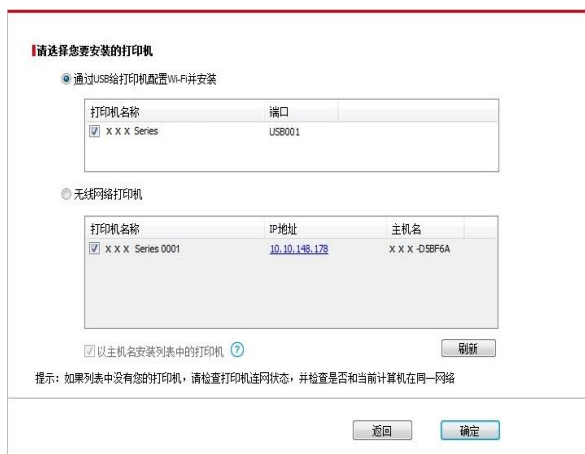 请选择您要安装的打印机
通过USB给打印机配置Wi-Fi并安装
打印机名称 端口
X X X Series USB001
无线网络打印机
打印机名称 IP地址 主机名
X X X Series 0001 10.10.148.178 X X X -D5BF6A
以主机名安装列表中的打印机 ?
刷新
提示：如果列表中没有您的打印机，请检查打印机连网状态，并检查是否和当前计算机在同一网络
返回 确定